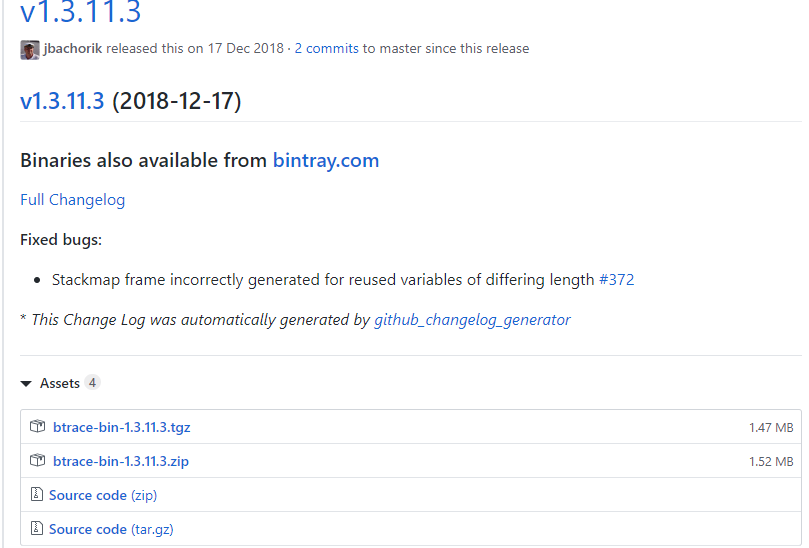 v1.3.11.3
jbachorik released this on 17 Dec 2018 · 2 commits to master since this release
v1.3.11.3 (2018-12-17)
Binaries also available from bintray.com
Full Changelog
Fixed bugs:
• Stackmap frame incorrectly generated for reused variables of differing length #372
* This Change Log was automatically generated by github_changelog_generator
Assets 4
btrace-bin-1.3.11.3.tgz 1.47 MB
btrace-bin-1.3.11.3.zip 1.52 MB
Source code (zip)
Source code (tar.gz)